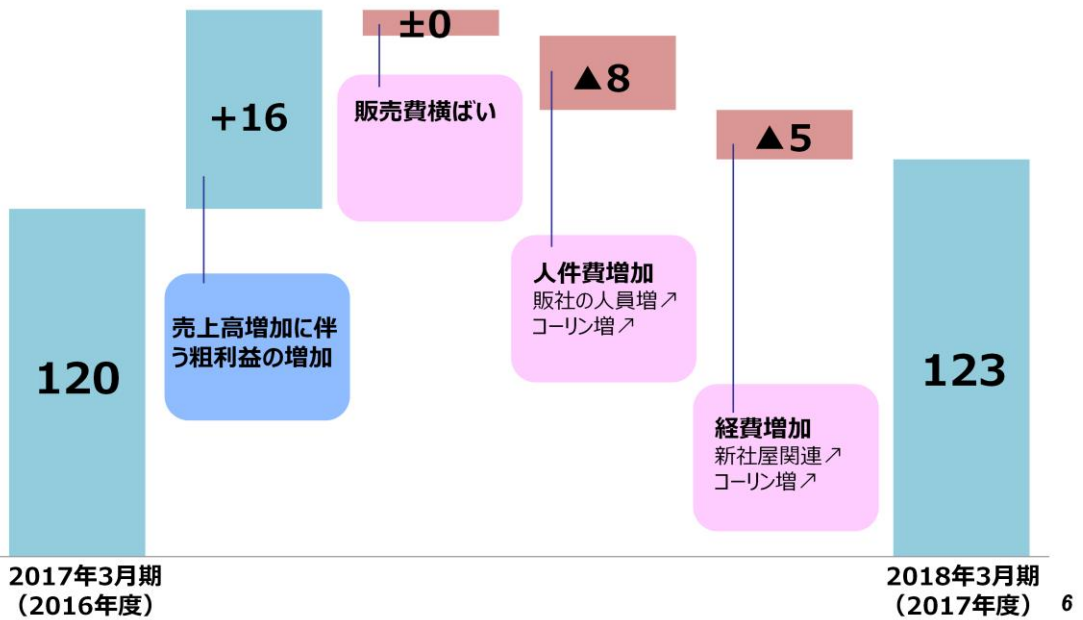 120
+16
売上高増加に伴
う粗利益の増加
±0
販売費横ばい
▲8
人件費増加
販社の人員増↗
コーリン増↗
▲5
経費増加
新社屋関連↗
コーリン増↗
123
2017年3月期
（2016年度）
2018年3月期
（2017年度）
6